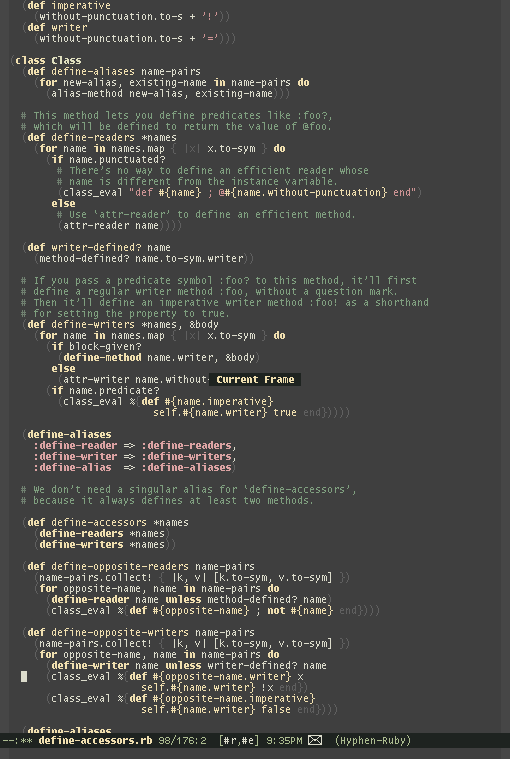 (def imperative
(without-punctuation.to-s + ’!’))
(def writer
(without-punctuation.to-s + ’=’)))
(class Class
(def define-aliases name-pairs
(for new-alias, existing-name in name-pairs do
(alias-method new-alias, existing-name)))
# This method lets you define predicates like :foo?,
# which will be defined to return the value of @foo.
(def define-readers *names
(for name in names.map { |x| x.to-sym } do
(if name.punctuated?
# There’s no way to define an efficient reader whose
# name is different from the instance variable.
(class_eval "def #{name} ; @#{name.without-punctuation} end")
else
# Use ‘attr-reader’ to define an efficient method.
(attr-reader name))))
(def writer-defined? name
(method-defined? name.to-sym.writer))
# If you pass a predicate symbol :foo? to this method, it’ll first
# define a regular writer method :foo, without a question mark.
# Then it’ll define an imperative writer method :foo! as a shorthand
# for setting the property to true.
(def define-writers *names, &body
(for name in names.map { |x| x.to-sym } do
(if block-given?
(define-method name.writer, &body)
else
(attr-writer name.without Current Frame
(if name.predicate?
(class_eval %{def #{name.imperative}
self.#{name.writer} true end}))))
(define-aliases
:define-reader => :define-readers,
:define-writer => :define-writers,
:define-alias => :define-aliases)
# We don’t need a singular alias for ‘define-accessors’,
# because it always defines at least two methods.
(def define-accessors *names
(define-readers *names)
(define-writers *names))
(def define-opposite-readers name-pairs
(name-pairs.collect! { |k, v| [k.to-sym, v.to-sym] })
(for opposite-name, name in name-pairs do
(define-reader name unless method-defined? name)
(class_eval %{def #{opposite-name} ; not #{name} end})))
(def define-opposite-writers name-pairs
(name-pairs.collect! { |k, v| [k.to-sym, v.to-sym] })
(for opposite-name, name in name-pairs do
(define-writer name unless writer-defined? name
(class_eval %{def #{opposite-name.writer} x
self.#{name.writer} !x end})
(class_eval %{def #{opposite-name.imperative}
self.#{name.writer} false end})))
(define-aliases
--:** define-accessors.rb 98/176:2 [#r,#e] 9:35PM (Hyphen-Ruby)